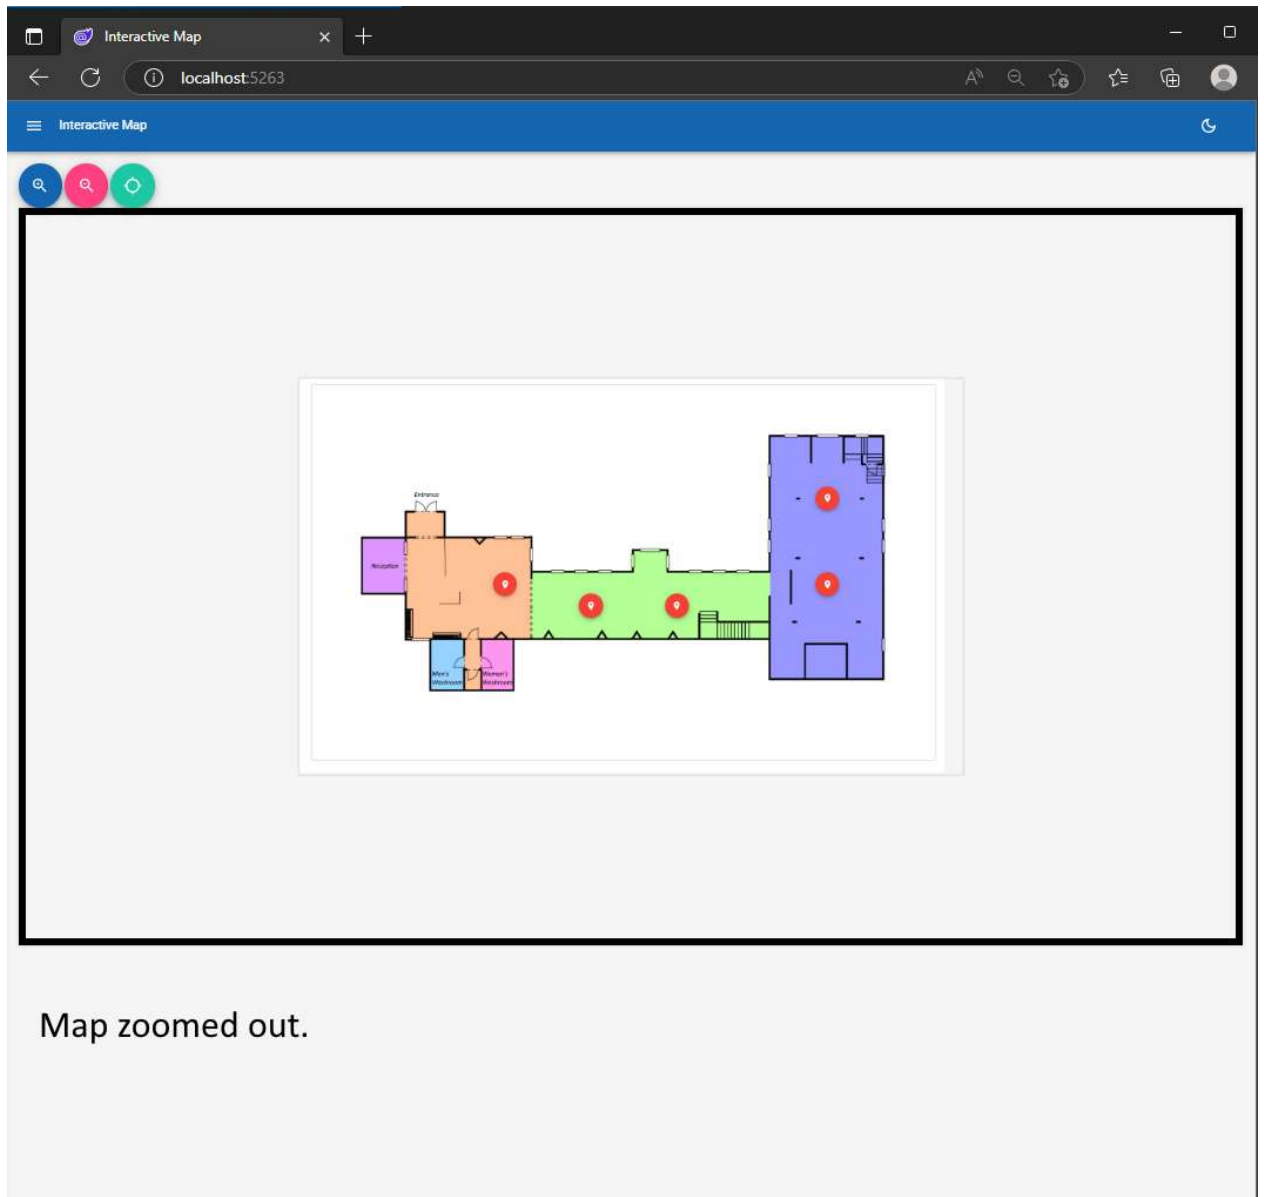 Interactive Map
localhost:5263
Interactive Map
Entrance
Reception
Men's
Washroom
Women's
Washroom
Map zoomed out.